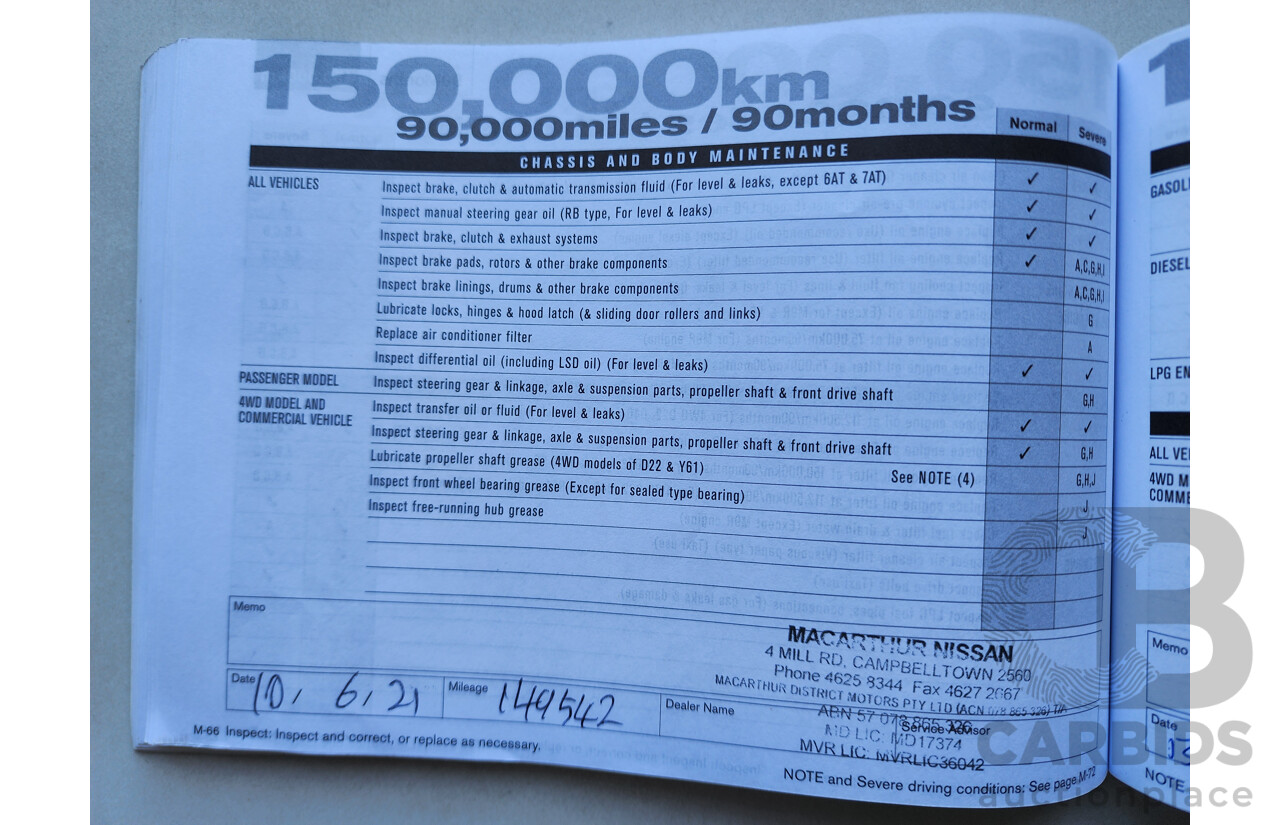 150,000km
90,000miles / 90months
Normal Severe
CHASSIS AND BODY MAINTENANCE
ALL VEHICLES Inspect brake, clutch & automatic transmission fluid (For level & leaks, except 6AT & 7AT) ✓ ✓
Inspect manual steering gear oil (RB type, For level & leaks) ✓ ✓
Inspect brake, clutch & exhaust systems ✓ ✓
Inspect brake pads, rotors & other brake components ✓ A,C,G,H,I
Inspect brake linings, drums & other brake components A,C,G,H,I
Lubricate locks, hinges & hood latch (& sliding door rollers and links) G
Replace air conditioner filter A
Inspect differential oil (including LSD oil) (For level & leaks) ✓ ✓
PASSENGER MODEL Inspect steering gear & linkage, axle & suspension parts, propeller shaft & front drive shaft G,H
4WD MODEL AND COMMERCIAL VEHICLE Inspect transfer oil or fluid (For level & leaks) ✓ ✓
Inspect steering gear & linkage, axle & suspension parts, propeller shaft & front drive shaft ✓ G,H
Lubricate propeller shaft grease (4WD models of D22 & Y61) See NOTE (4) G,H,J
Inspect front wheel bearing grease (Except for sealed type bearing) J
Inspect free-running hub grease J
Memo
MACARTHUR NISSAN
4 MILL RD, CAMPBELLTOWN 2560
Phone 4625 8344 Fax 4627 2667
MACARTHUR DISTRICT MOTORS PTY LTD (ACN 078 865 326) T/A
ABN 57 078 865 326
Service Advisor
MD LIC: MD17374
MVR LIC: MVRLIC36042
Date 10, 6, 21 Mileage 149542 Dealer Name
M-66 Inspect: Inspect and correct, or replace as necessary.
NOTE and Severe driving conditions: See page M-72
DIESEL
LPG EN
ALL VE
4WD M
COMME
Memo
Date
NOTE
CARBIDS
auctionplace